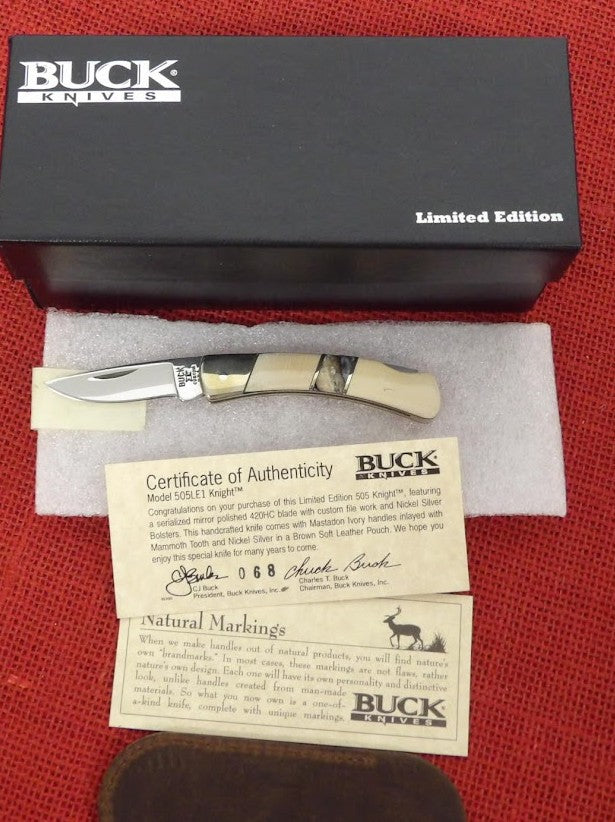 BUCK®
KNIVES
Limited Edition
BUCK
Certificate of Authenticity
Model 505LE1 Knight™
BUCK
KNIVES
Congratulations on your purchase of this Limited Edition 505 Knight™, featuring
a serialized mirror polished 420HC blade with custom file work and Nickel Silver
Bolsters. This handcrafted knife comes with Mastadon Ivory handles inlayed with
Mammoth Tooth and Nickel Silver in a Brown Soft Leather Pouch. We hope you
enjoy this special knife for many years to come.
068
Chuck Buck
CJ Buck
President, Buck Knives, Inc.
Charles T. Buck
Chairman, Buck Knives, Inc.
Natural Markings
When we make handles out of natural products, you will find nature's
own "brandmarks." In most cases, these markings are not flaws, rather
nature's own design. Each one will have its own personality and distinctive
look, unlike handles created from man-made
materials. So what you now own is a one-of-
a-kind knife, complete with unique markings.
BUCK
KNIVES